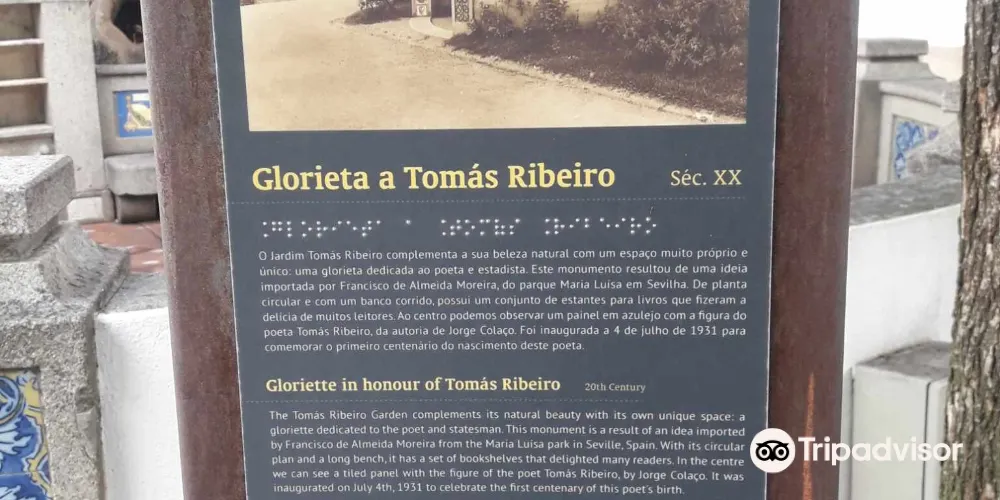 Glorieta a Tomás Ribeiro Séc. XX
O Jardim Tomás Ribeiro complementa a sua beleza natural com um espaço muito próprio e
único: uma glorieta dedicada ao poeta e estadista. Este monumento resultou de uma ideia
importada por Francisco de Almeida Moreira, do parque Maria Luísa em Sevilha. De planta
circular e com um banco corrido, possui um conjunto de estantes para livros que fizeram a
delícia de muitos leitores. Ao centro podemos observar um painel em azulejo com a figura do
poeta Tomás Ribeiro, da autoria de Jorge Colaço. Foi inaugurada a 4 de julho de 1931 para
comemorar o primeiro centenário do nascimento deste poeta.
Gloriette in honour of Tomás Ribeiro 20th Century
The Tomás Ribeiro Garden complements its natural beauty with its own unique space: a
gloriette dedicated to the poet and statesman. This monument is a result of an idea imported
by Francisco de Almeida Moreira from the Maria Luisa park in Seville, Spain. With its circular
plan and a long bench, it has a set of bookshelves that delighted many readers. In the centre
we can see a tiled panel with the figure of the poet Tomás Ribeiro, by Jorge Colaço. It was
inaugurated on July 4th, 1931 to celebrate the first centenary of this poet's birth.
Tripadvisor